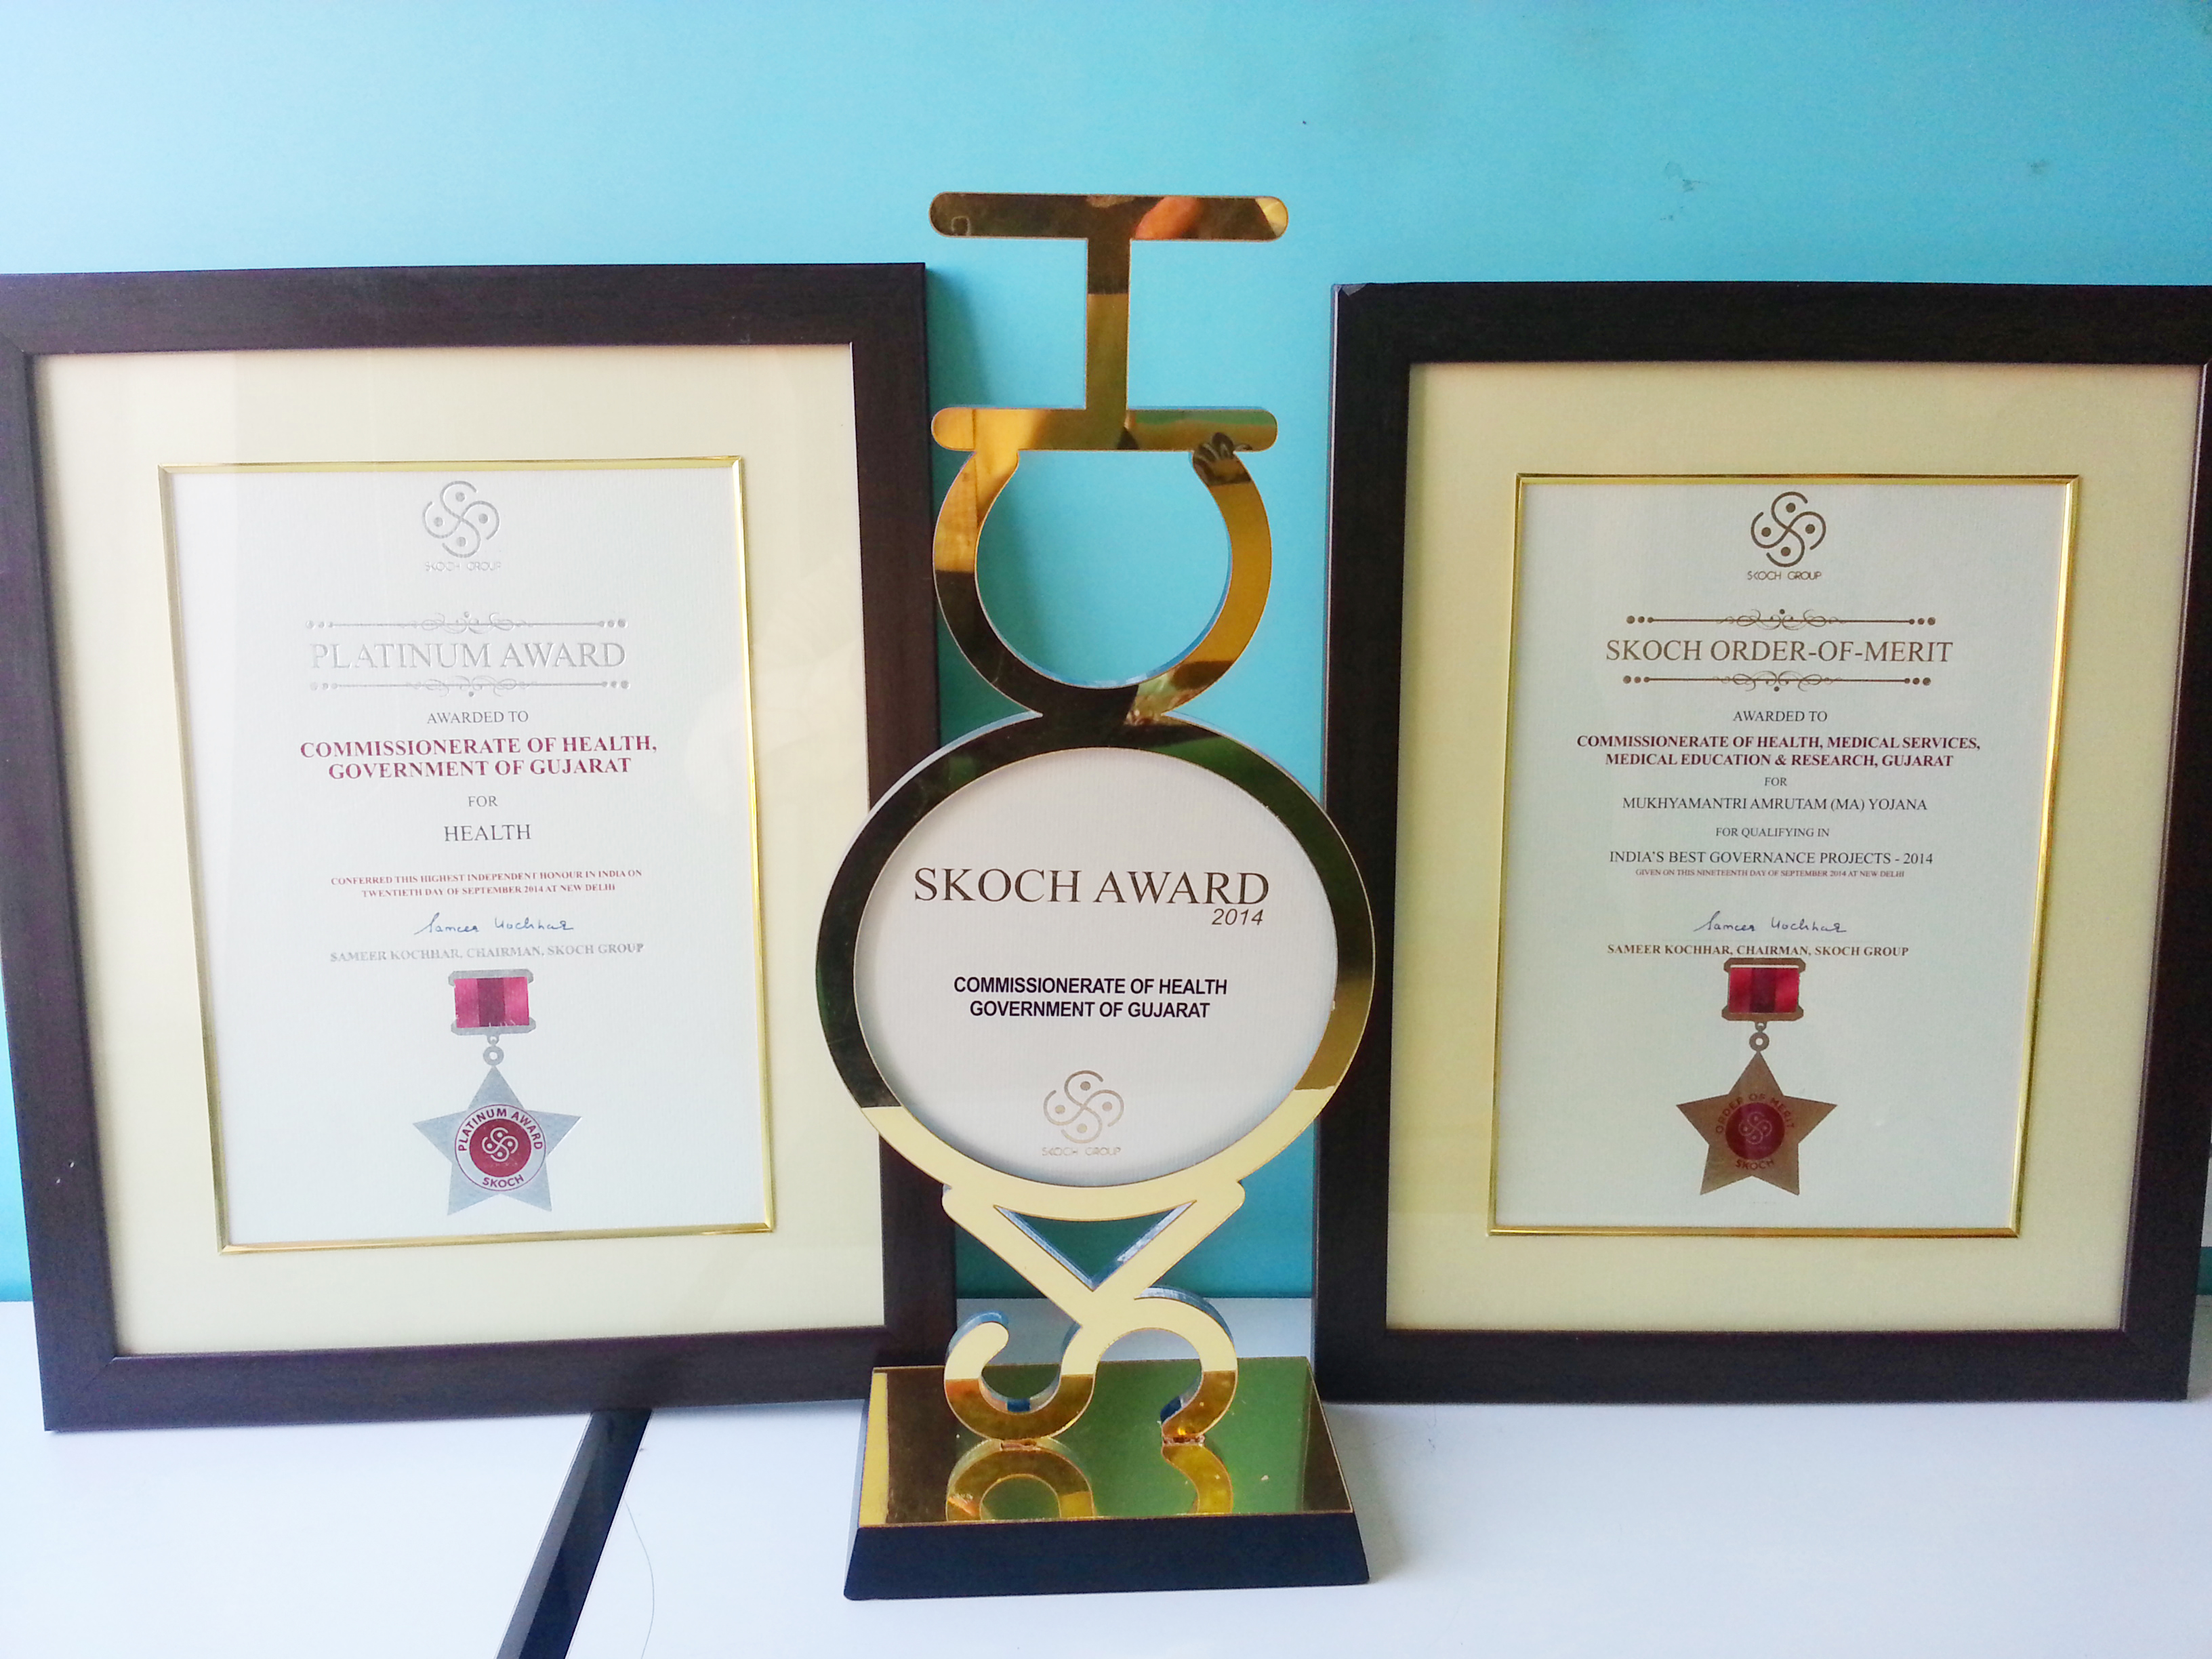 SKOCH GROUP
PLATINUM AWARD
AWARDED TO
COMMISSIONERATE OF HEALTH,
GOVERNMENT OF GUJARAT
FOR
HEALTH
CONFERRED THIS HIGHEST INDEPENDENT HONOUR IN INDIA ON
TWENTIETH DAY OF SEPTEMBER 2014 AT NEW DELHI
Sameer Kochhar
SAMEER KOCHHAR, CHAIRMAN, SKOCH GROUP
PLATINUM AWARD
SKOCH
SKOCH
SKOCH AWARD
2014
COMMISSIONERATE OF HEALTH
GOVERNMENT OF GUJARAT
SKOCH GROUP
SKOCH GROUP
SKOCH ORDER-OF-MERIT
AWARDED TO
COMMISSIONERATE OF HEALTH, MEDICAL SERVICES,
MEDICAL EDUCATION & RESEARCH, GUJARAT
FOR
MUKHYAMANTRI AMRUTAM (MA) YOJANA
FOR QUALIFYING IN
INDIA'S BEST GOVERNANCE PROJECTS - 2014
GIVEN ON THIS NINETEENTH DAY OF SEPTEMBER 2014 AT NEW DELHI
Sameer Kochhar
SAMEER KOCHHAR, CHAIRMAN, SKOCH GROUP
ORDER OF MERIT
SKOCH